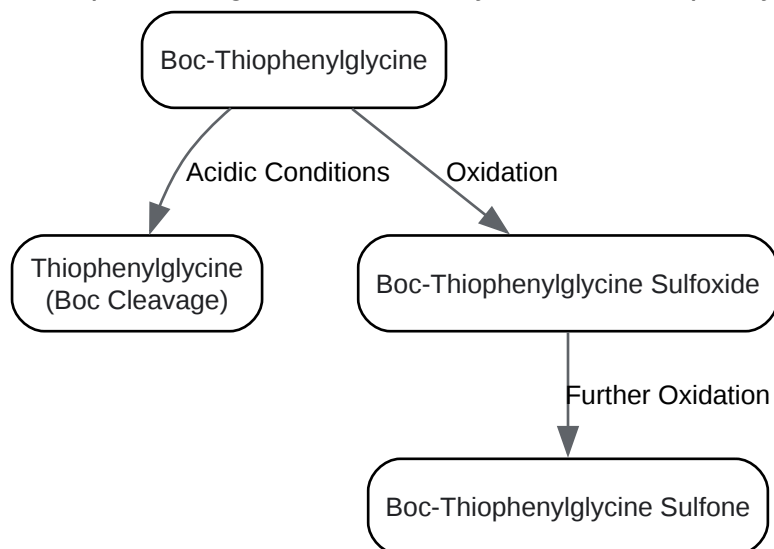 Boc-Thiophenylglycine
Acidic Conditions
Oxidation
Thiophenylglycine
(Boc Cleavage)
Boc-Thiophenylglycine Sulfoxide
Further Oxidation
Boc-Thiophenylglycine Sulfone